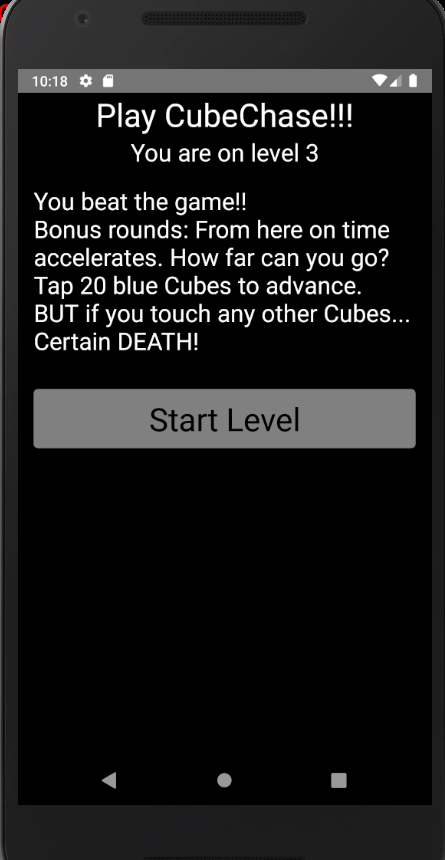 10:18
Play CubeChase!!!
You are on level 3
You beat the game!!
Bonus rounds: From here on time
accelerates. How far can you go?
Tap 20 blue Cubes to advance.
BUT if you touch any other Cubes...
Certain DEATH!
Start Level